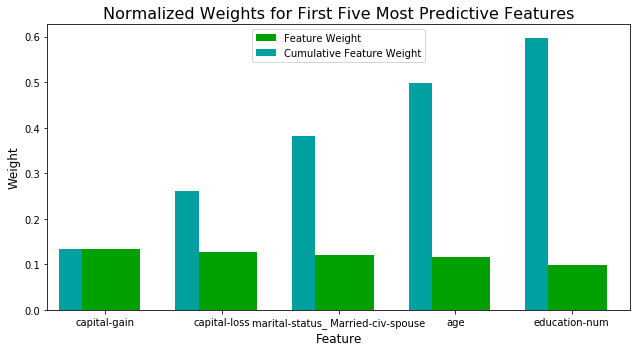 Normalized Weights for First Five Most Predictive Features
Feature Weight
Cumulative Feature Weight
Weight
0.6
0.5
0.4
0.3
0.2
0.1
0.0
capital-gain capital-loss marital-status_ Married-civ-spouse age education-num
Feature